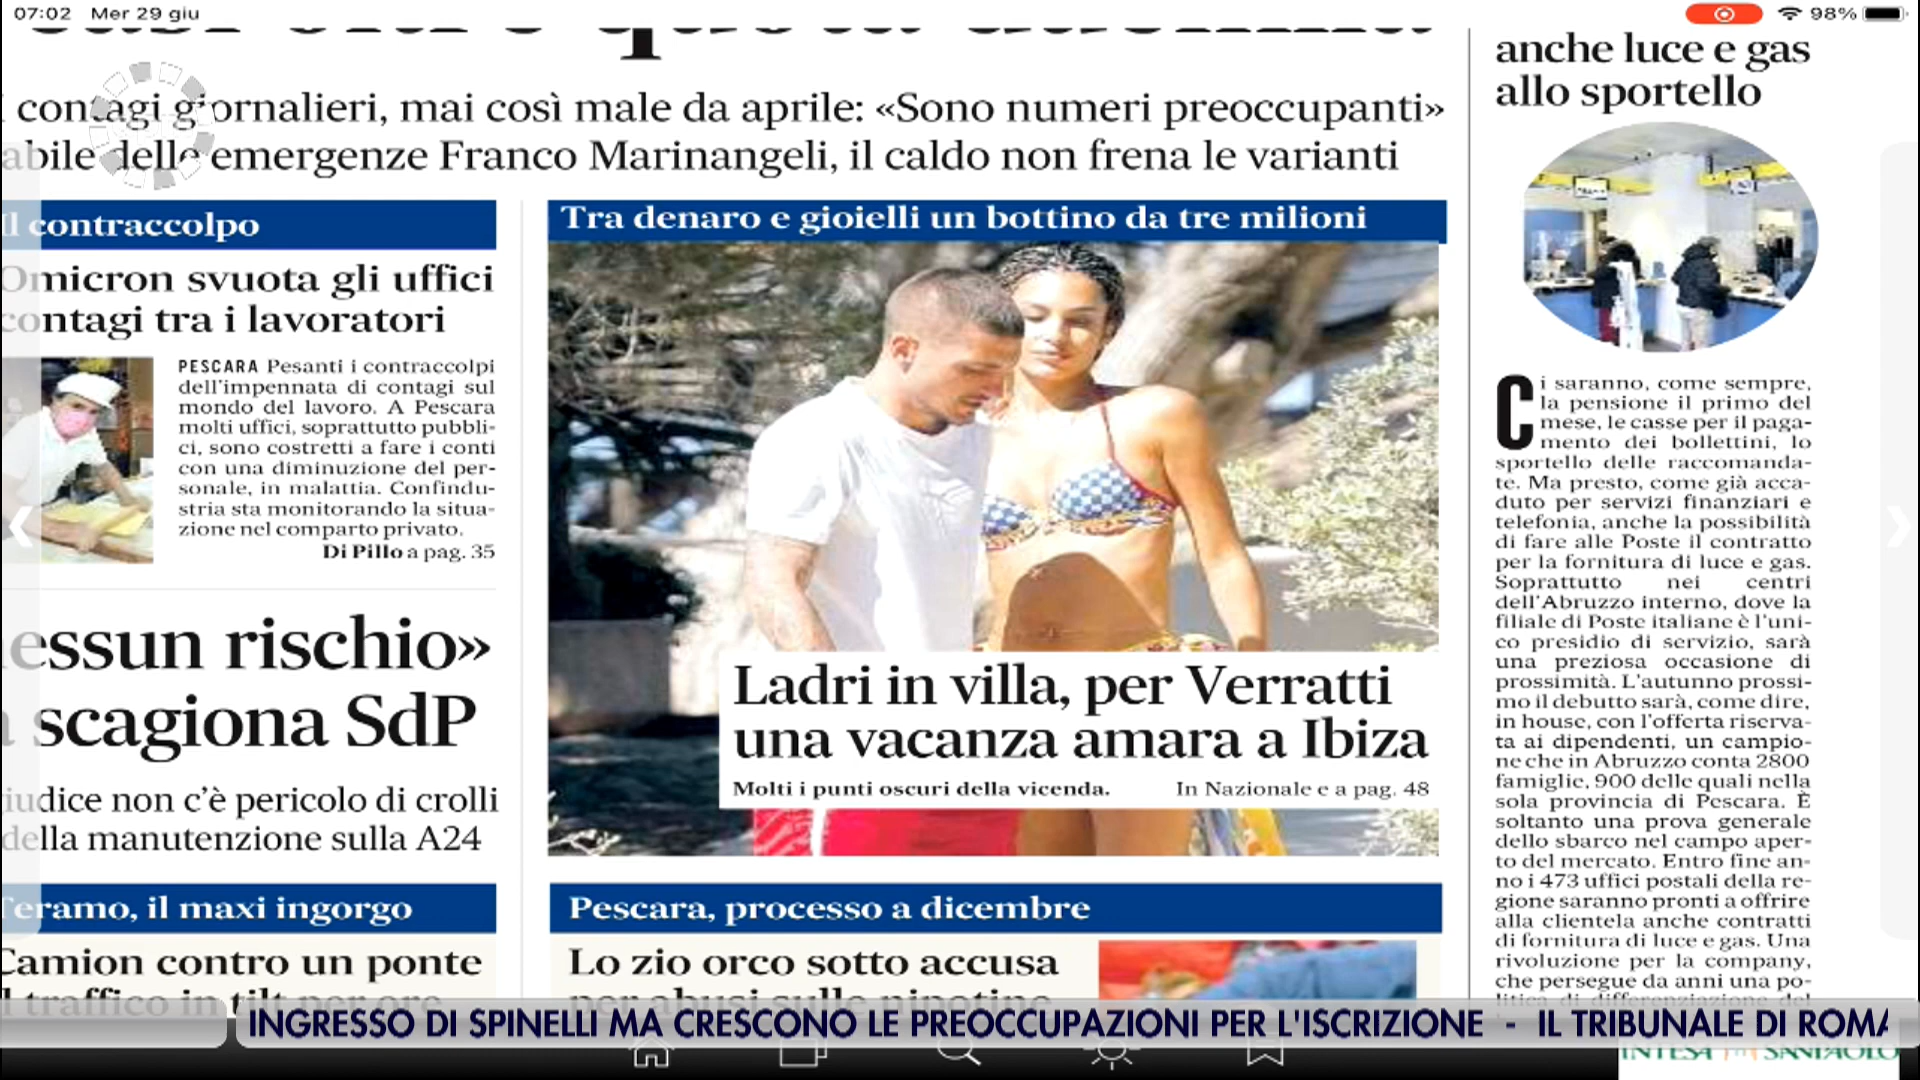 07:02 Mer 29 giu
98%
contagi giornalieri, mai così male da aprile: «Sono numeri preoccupanti»
abile delle emergenze Franco Marinangeli, il caldo non frena le varianti
Il contraccolpo
Omicron svuota gli uffici
contagi tra i lavoratori
PESCARA Pesanti i contraccolpi
dell'impennata di contagi sul
mondo del lavoro. A Pescara
molti uffici, soprattutto pubbli-
ci, sono costretti a fare i conti
con una diminuzione del per-
sonale, in malattia. Confindu-
stria sta monitorando la situa-
zione nel comparto privato.
Di Pillo a pag. 35
essun rischio»
scagiona SdP
iudice non c'è pericolo di crolli
della manutenzione sulla A24
Teramo, il maxi ingorgo
Camion contro un ponte
il traffico in tilt per ore
Tra denaro e gioielli un bottino da tre milioni
Ladri in villa, per Verratti
una vacanza amara a Ibiza
Molti i punti oscuri della vicenda. In Nazionale e a pag. 48
Pescara, processo a dicembre
Lo zio orco sotto accusa
per abusi sulle nipotine
anche luce e gas
allo sportello
Ci saranno, come sempre,
la pensione il primo del
mese, le casse per il paga-
mento dei bollettini, lo
sportello delle raccomanda-
te. Ma presto, come già acca-
duto per servizi finanziari e
telefonia, anche la possibilità
di fare alle Poste il contratto
per la fornitura di luce e gas.
Soprattutto nei centri
dell'Abruzzo interno, dove la
filiale di Poste italiane è l'uni-
co presidio di servizio, sarà
una preziosa occasione di
prossimità. L'autunno prossi-
mo il debutto sarà, come dire,
in house, con l'offerta riserva-
ta ai dipendenti, un campio-
ne che in Abruzzo conta 2800
famiglie, 900 delle quali nella
sola provincia di Pescara. È
soltanto una prova generale
dello sbarco nel campo aper-
to del mercato. Entro fine an-
no i 473 uffici postali della re-
gione saranno pronti a offrire
alla clientela anche contratti
di fornitura di luce e gas. Una
rivoluzione per la company,
che persegue da anni una po-
litica di differenziazione del
INGRESSO DI SPINELLI MA CRESCONO LE PREOCCUPAZIONI PER L'ISCRIZIONE - IL TRIBUNALE DI ROMA
INTESA SANPAOLO